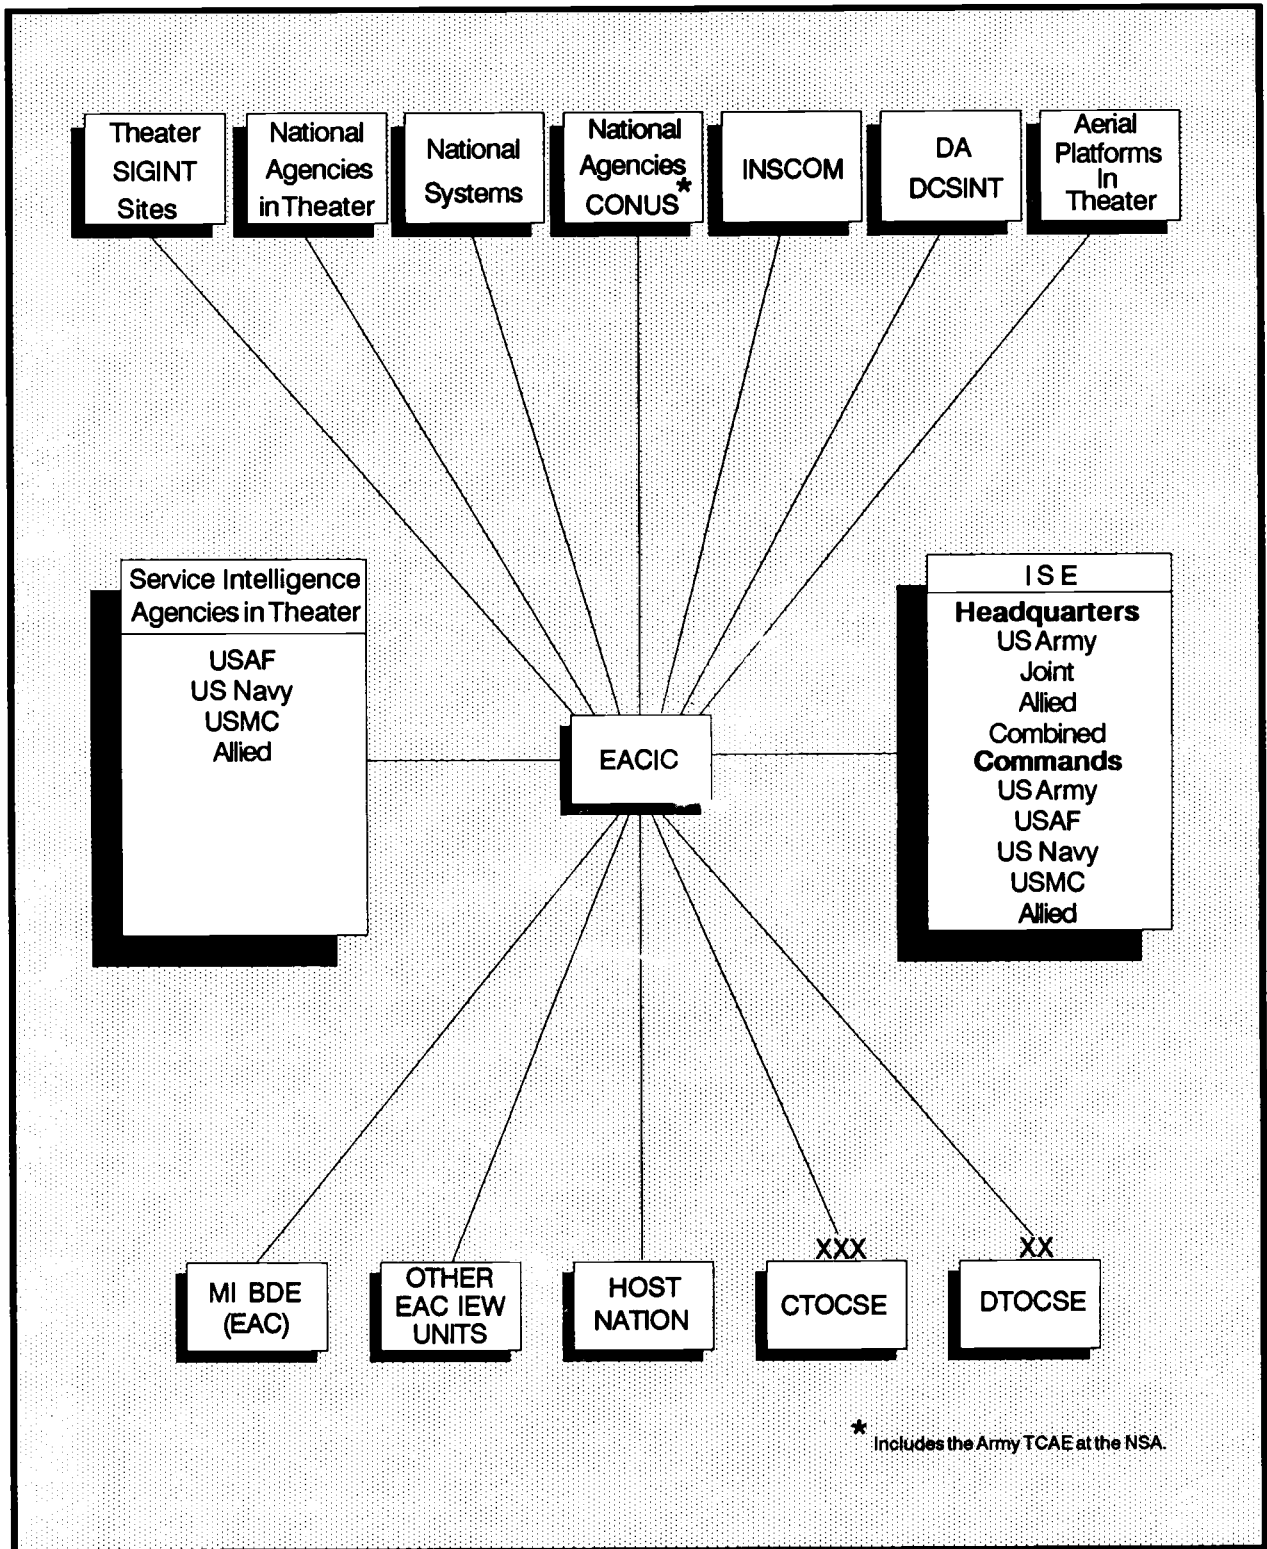 Theater
SIGINT
Sites
National
Agencies
in Theater
National
Systems
National
Agencies
CONUS*
INSCOM
DA
DCSINT
Aerial
Platforms
In
Theater
Service Intelligence
Agencies in Theater
USAF
US Navy
USMC
Allied
EACIC
ISE
Headquarters
US Army
Joint
Allied
Combined
Commands
US Army
USAF
US Navy
USMC
Allied
MI BDE
(EAC)
OTHER
EAC IEW
UNITS
HOST
NATION
XXX
CTOCSE
XX
DTOCSE
* Includes the Army TCAE at the NSA.